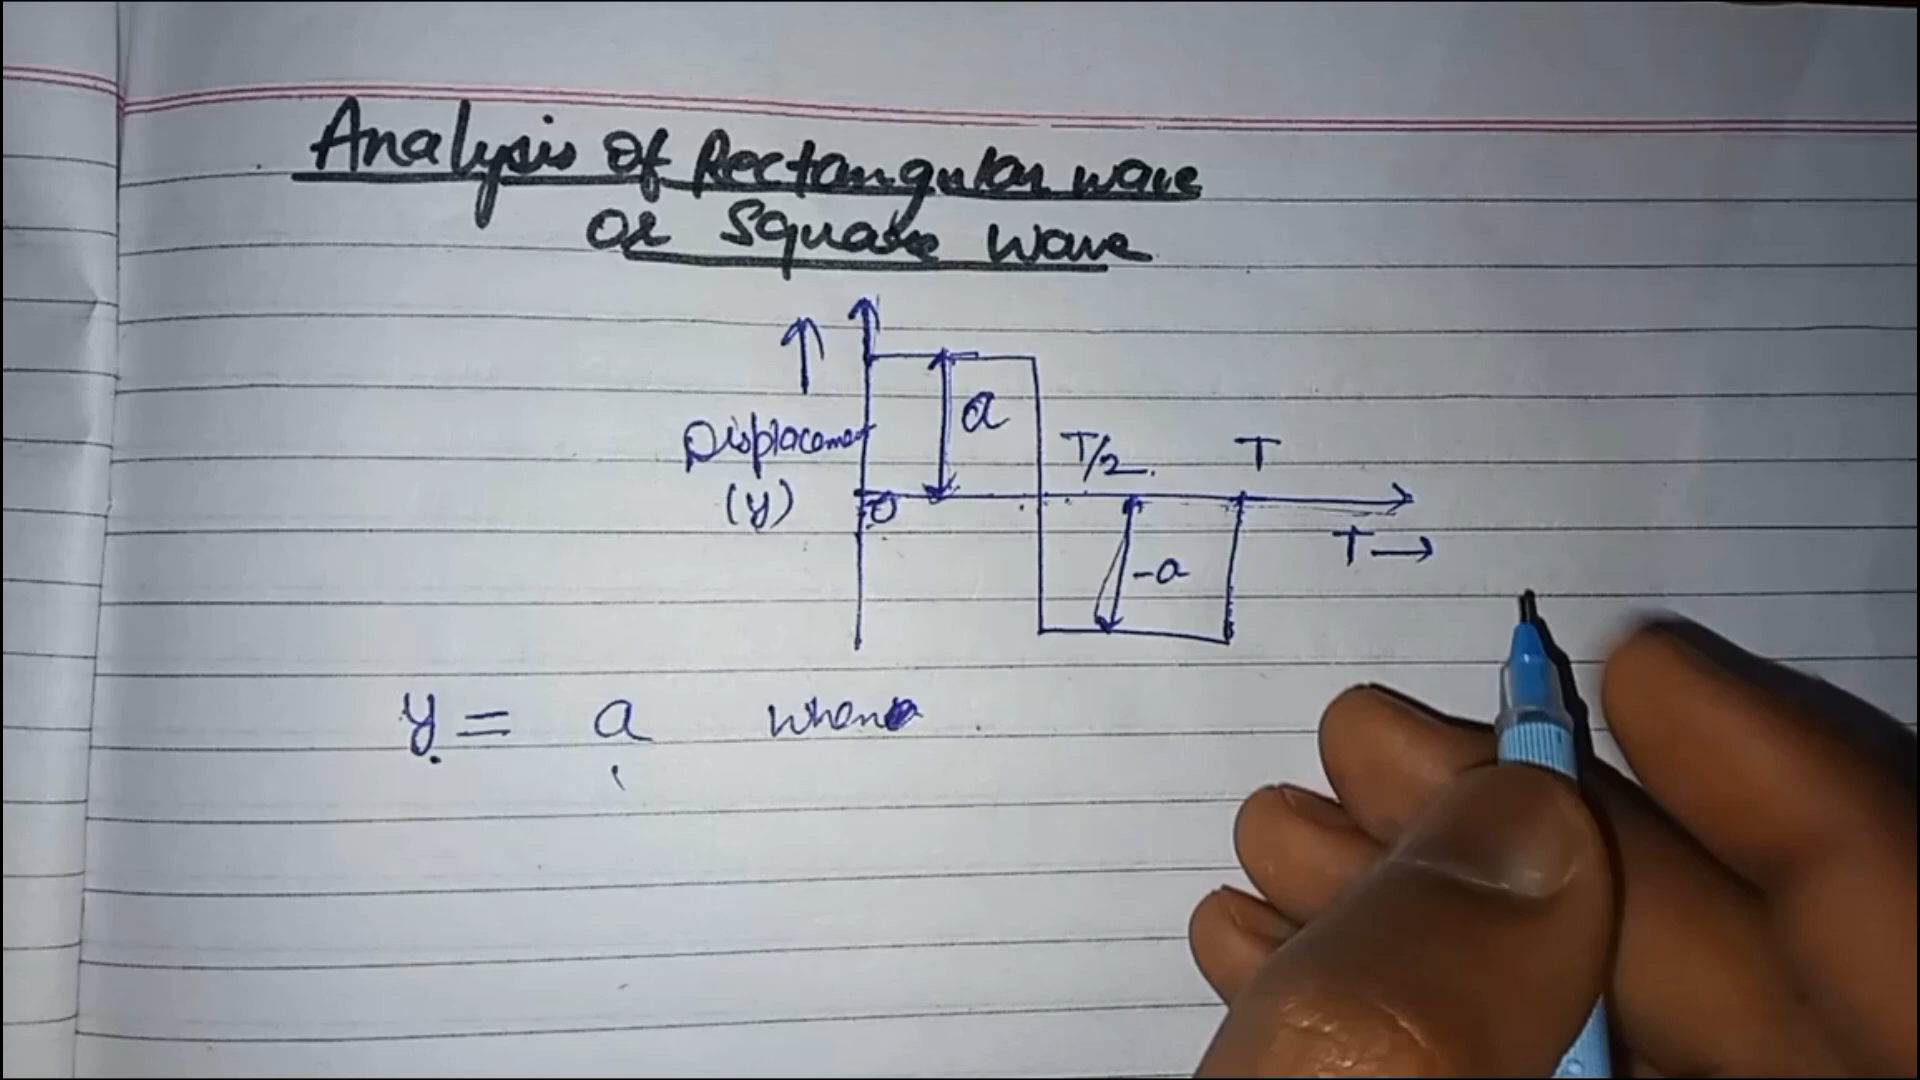 Analysis of Rectangular wave
or Square wave
a
Displacement
T/2
T
(y)
O
T→
-a
y = a when